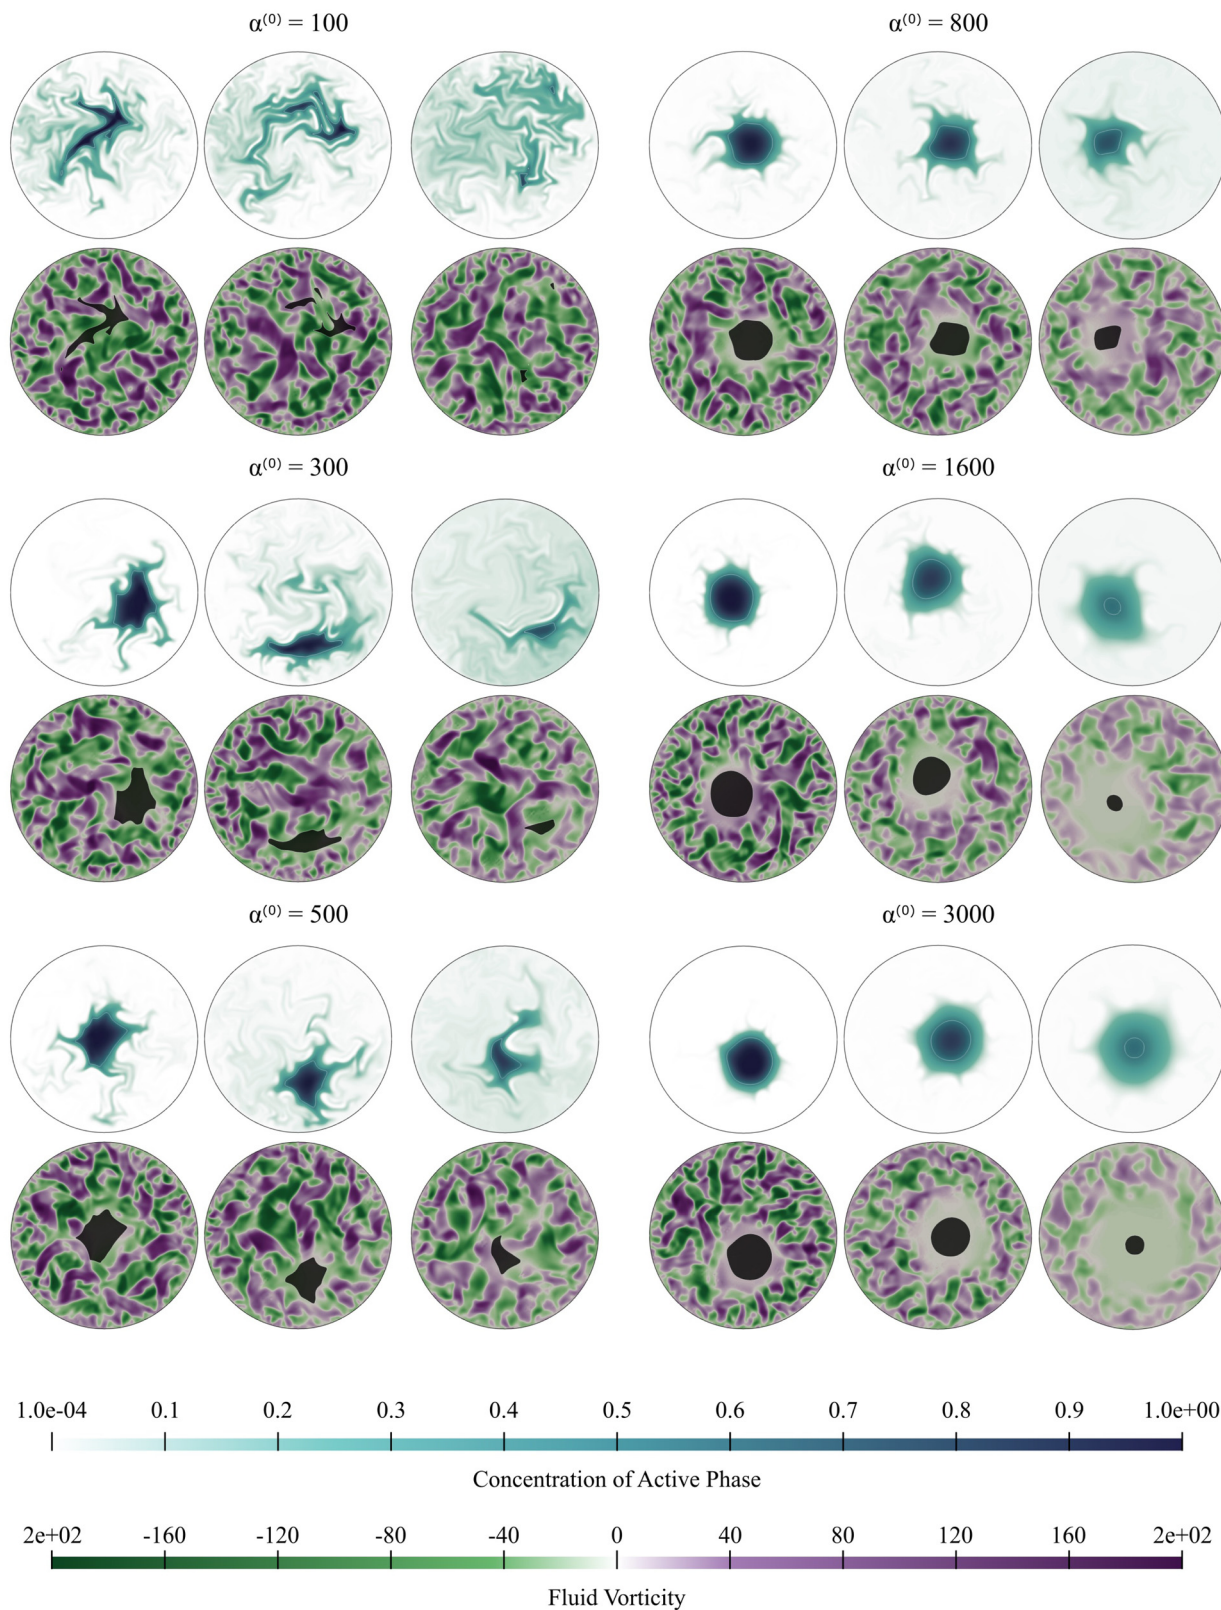 α⁽⁰⁾ = 100
α⁽⁰⁾ = 800
α⁽⁰⁾ = 300
α⁽⁰⁾ = 1600
α⁽⁰⁾ = 500
α⁽⁰⁾ = 3000
1.0e-04 0.1 0.2 0.3 0.4 0.5 0.6 0.7 0.8 0.9 1.0e+00
Concentration of Active Phase
2e+02 -160 -120 -80 -40 0 40 80 120 160 2e+02
Fluid Vorticity